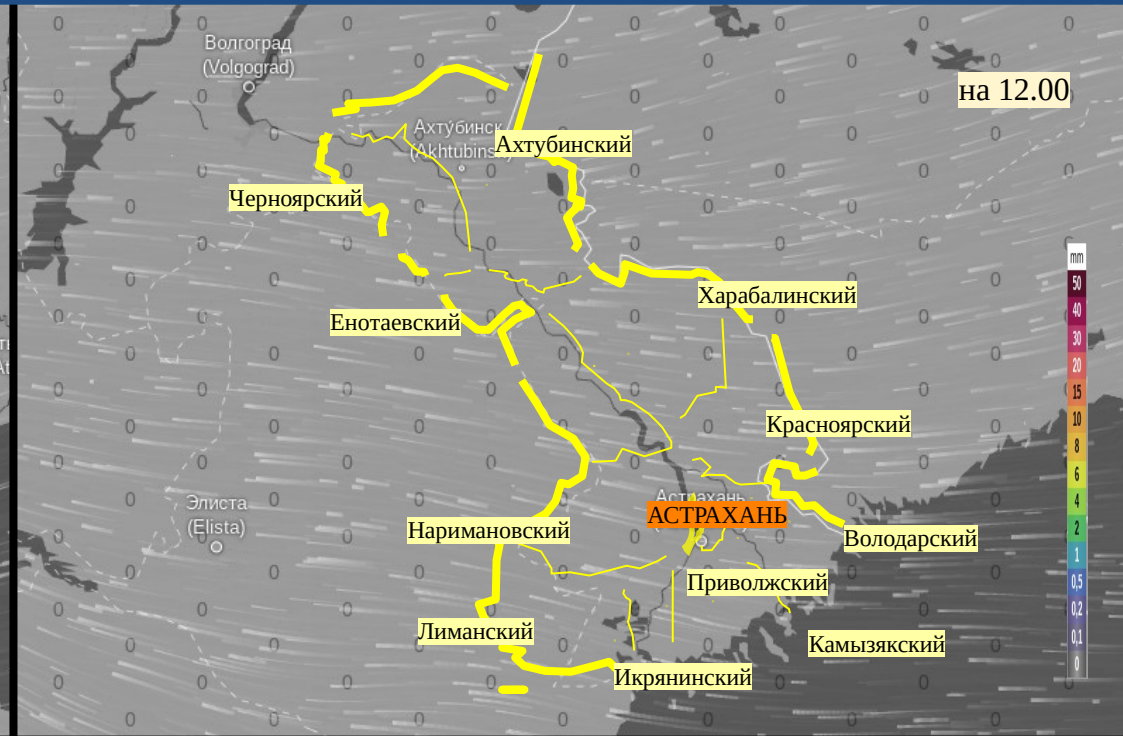 Волгоград
(Volgograd)
на 12.00
Ахтубинск
(Akhtubins
Ахтубинский
Черноярский
mm
50
40
30
20
15
10
8
6
4
2
1
0,5
0,2
0,1
0
Харабалинский
Енотаевский
Красноярский
Элиста
(Elista)
Астрахань
АСТРАХАНЬ
Наримановский
Володарский
Приволжский
Лиманский
Камызякский
Икрянинский